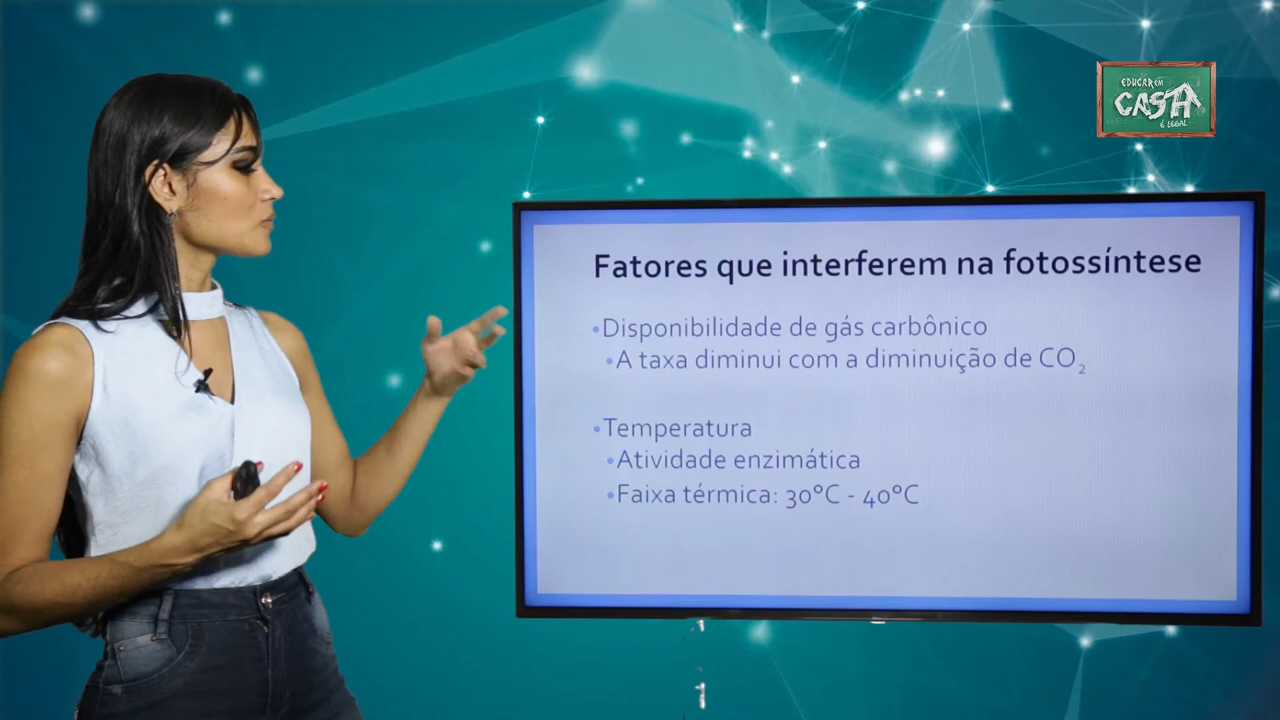 EDUCAR EM
CASA
É LEGAL
Fatores que interferem na fotossíntese
•Disponibilidade de gás carbônico
•A taxa diminui com a diminuição de CO₂
•Temperatura
•Atividade enzimática
•Faixa térmica: 30°C - 40°C